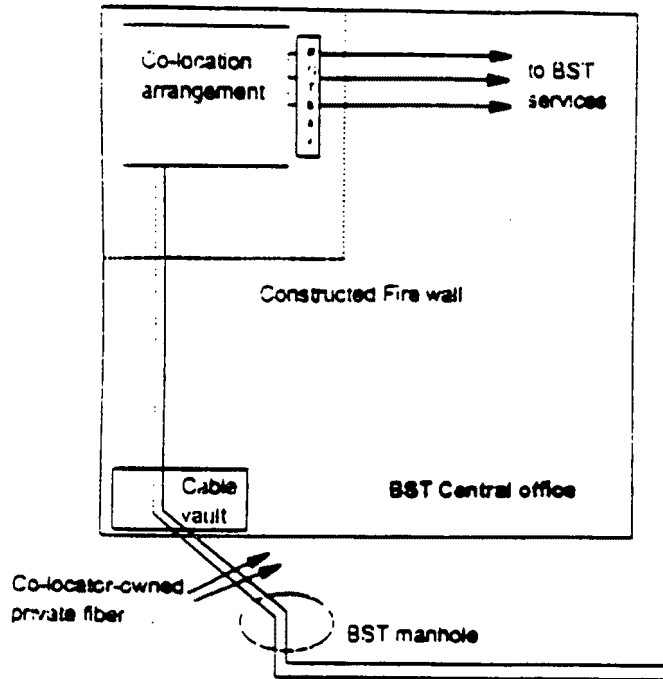 Co-location
arrangement
to BST
services
Constructed Fire wall
Cable
vault
BST Central office
Co-locator-owned
private fiber
BST manhole